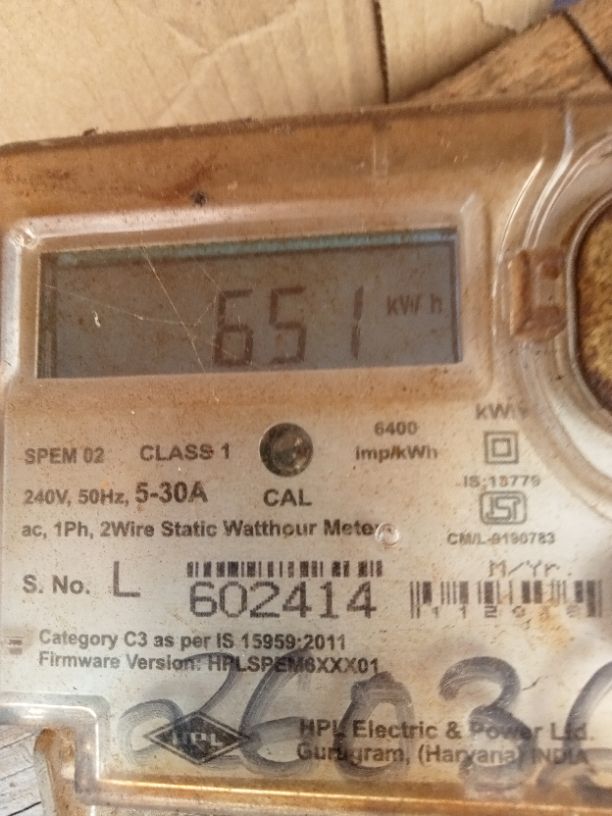 651 kWh
SPEM 02 CLASS 1 6400 imp/kWh
240V, 50Hz, 5-30A CAL IS:13779
ac, 1Ph, 2Wire Static Watthour Meter
CM/L-9190783
S. No. L 602414 M/Yr.
Category C3 as per IS 15959:2011
Firmware Version: HPLSPEM6XXX01
2603
HPL HPL Electric & Power Ltd.
Gurugram, (Haryana) INDIA